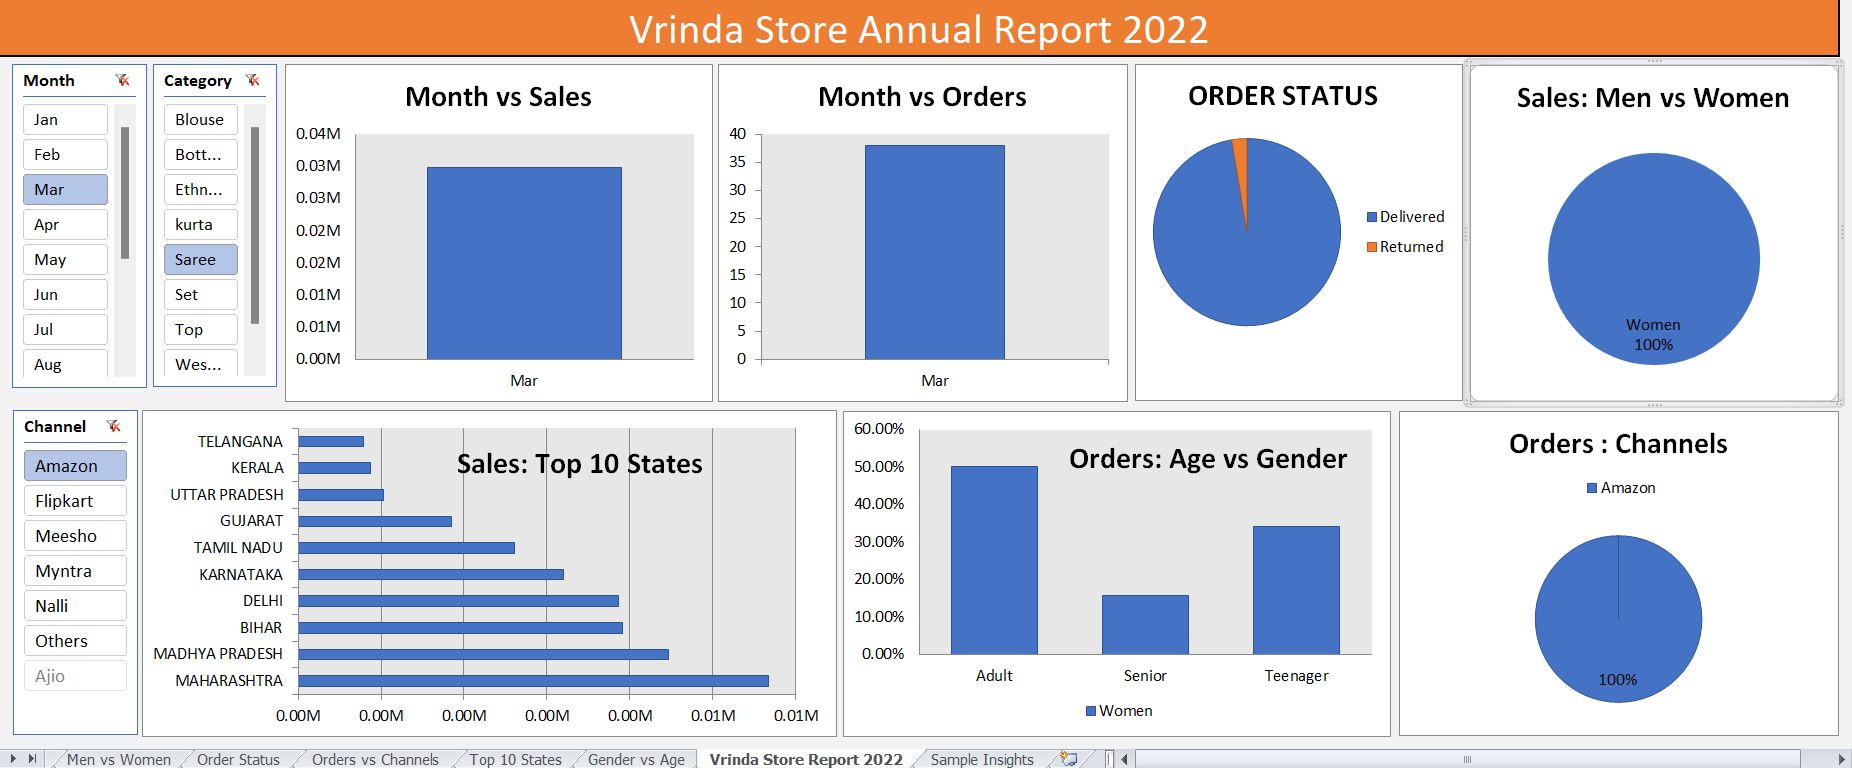 Vrinda Store Annual Report 2022
Month
Jan
Feb
Mar
Apr
May
Jun
Jul
Aug
Category
Blouse
Bott...
Ethn...
kurta
Saree
Set
Top
Wes...
Month vs Sales
0.04M
0.03M
0.03M
0.02M
0.02M
0.01M
0.01M
0.00M
Mar
Month vs Orders
40
35
30
25
20
15
10
5
0
Mar
ORDER STATUS
Delivered
Returned
Sales: Men vs Women
Women
100%
Channel
Amazon
Flipkart
Meesho
Myntra
Nalli
Others
Ajio
Sales: Top 10 States
TELANGANA
KERALA
UTTAR PRADESH
GUJARAT
TAMIL NADU
KARNATAKA
DELHI
BIHAR
MADHYA PRADESH
MAHARASHTRA
0.00M 0.00M 0.00M 0.00M 0.00M 0.01M 0.01M
Orders: Age vs Gender
60.00%
50.00%
40.00%
30.00%
20.00%
10.00%
0.00%
Adult Senior Teenager
Women
Orders : Channels
Amazon
100%
Men vs Women Order Status Orders vs Channels Top 10 States Gender vs Age Vrinda Store Report 2022 Sample Insights